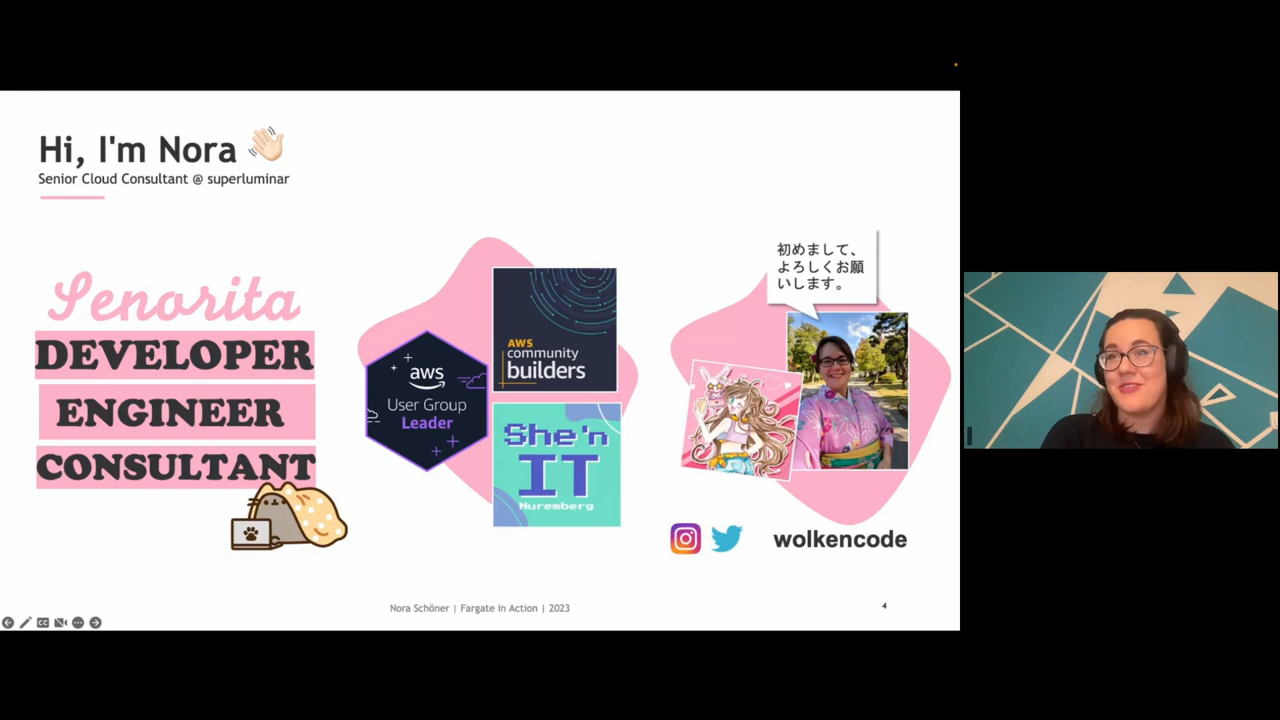 Hi, I'm Nora
Senior Cloud Consultant @ superluminar
Senorita
DEVELOPER
ENGINEER
CONSULTANT
aws
User Group
Leader
AWS
community
builders
She'n
IT
Nuremberg
初めまして、
よろしくお願
いします。
wolkencode
Nora Schöner | Fargate in Action | 2023
4
CC